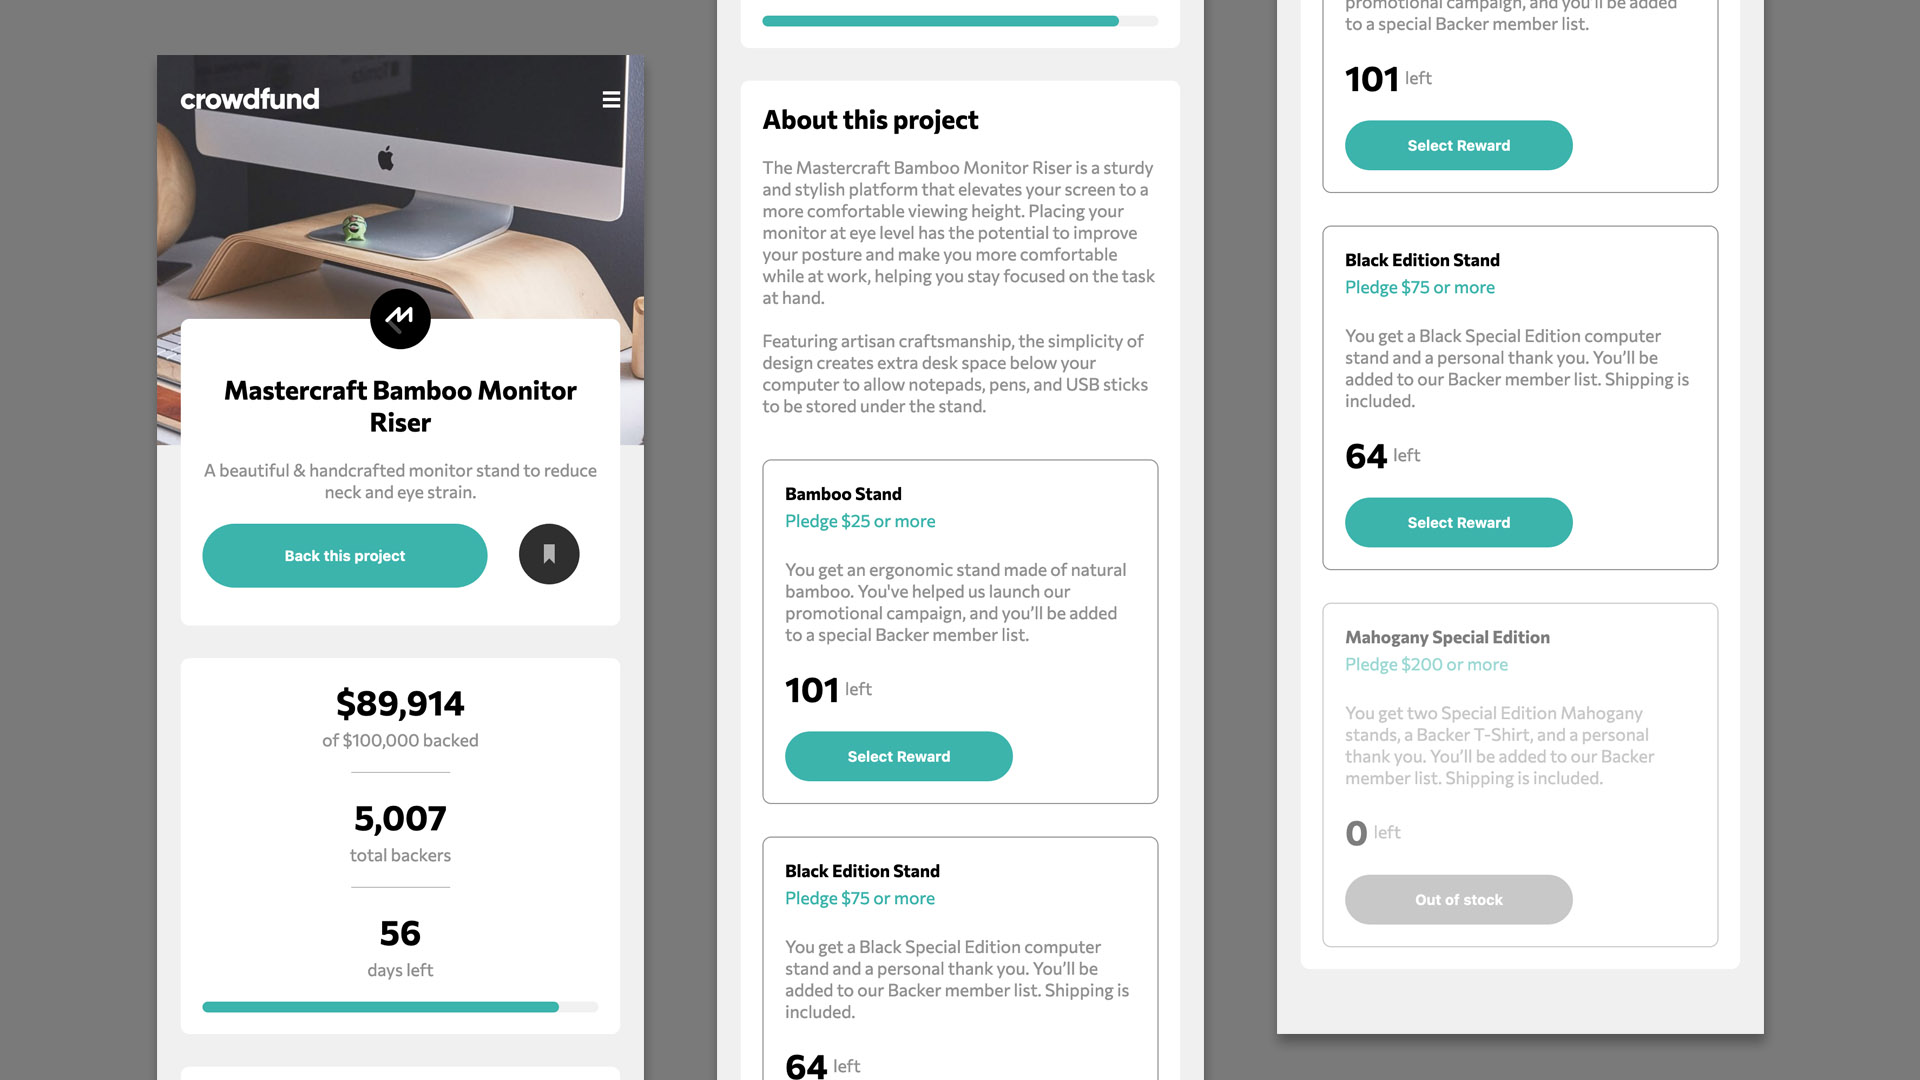 crowdfund
Mastercraft Bamboo Monitor
Riser
A beautiful & handcrafted monitor stand to reduce
neck and eye strain.
Back this project
$89,914
of $100,000 backed
5,007
total backers
56
days left
About this project
The Mastercraft Bamboo Monitor Riser is a sturdy
and stylish platform that elevates your screen to a
more comfortable viewing height. Placing your
monitor at eye level has the potential to improve
your posture and make you more comfortable
while at work, helping you stay focused on the task
at hand.
Featuring artisan craftsmanship, the simplicity of
design creates extra desk space below your
computer to allow notepads, pens, and USB sticks
to be stored under the stand.
Bamboo Stand
Pledge $25 or more
You get an ergonomic stand made of natural
bamboo. You've helped us launch our
promotional campaign, and you’ll be added
to a special Backer member list.
101 left
Select Reward
Black Edition Stand
Pledge $75 or more
You get a Black Special Edition computer
stand and a personal thank you. You’ll be
added to our Backer member list. Shipping is
included.
64 left
promotional campaign, and you’ll be added
to a special Backer member list.
101 left
Select Reward
Black Edition Stand
Pledge $75 or more
You get a Black Special Edition computer
stand and a personal thank you. You’ll be
added to our Backer member list. Shipping is
included.
64 left
Select Reward
Mahogany Special Edition
Pledge $200 or more
You get two Special Edition Mahogany
stands, a Backer T-Shirt, and a personal
thank you. You’ll be added to our Backer
member list. Shipping is included.
0 left
Out of stock